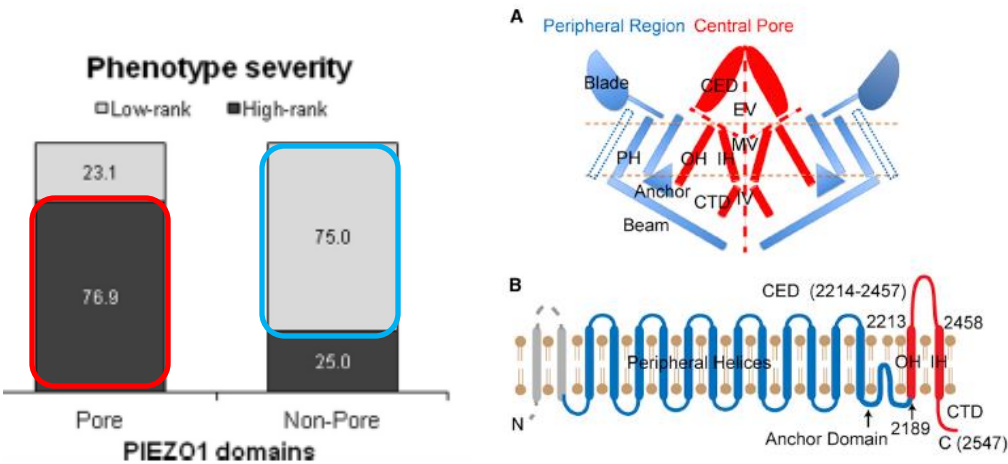 Phenotype severity
Low-rank High-rank
23.1
76.9
75.0
25.0
Pore Non-Pore
PIEZO1 domains
A
Peripheral Region Central Pore
Blade
CED
EV
MV
PH OH IH
Anchor
CTD IV
Beam
B
CED (2214-2457)
2213 2458
Peripheral Helices OH IH
N
Anchor Domain
2189
CTD
C (2547)